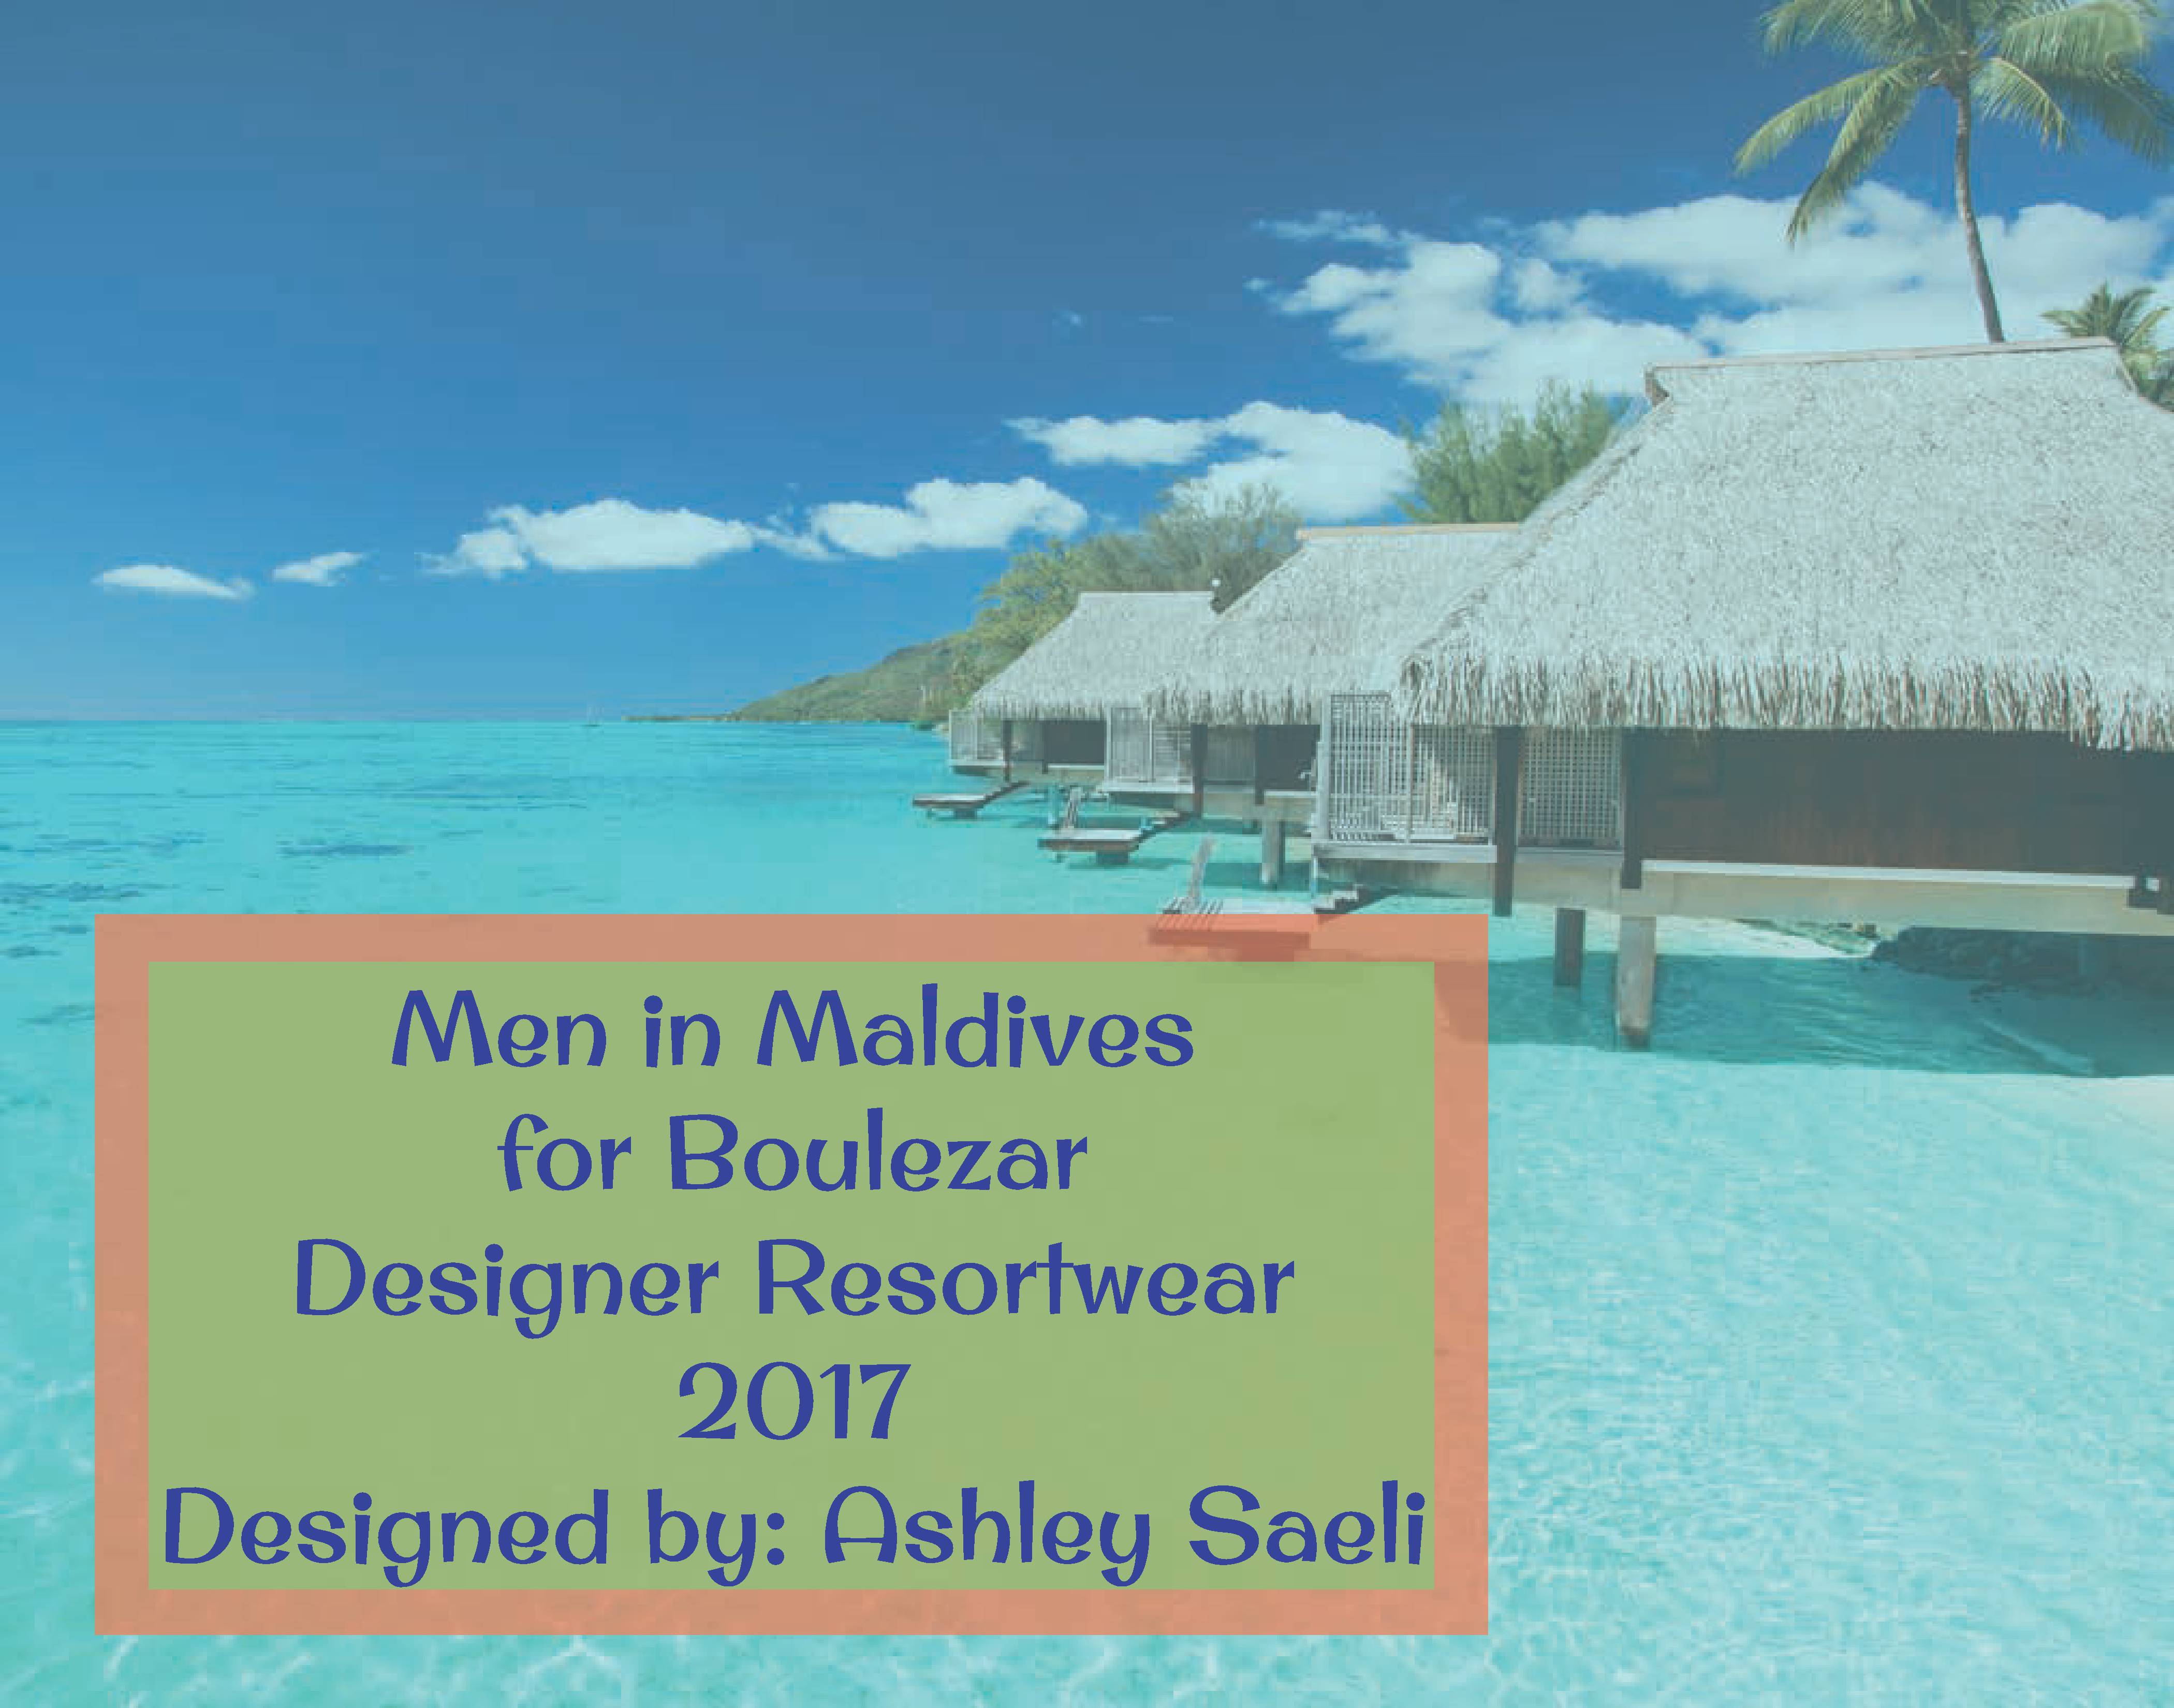 Men in Maldives
for Boulezar
Designer Resortwear
2017
Designed by: Ashley Saeli